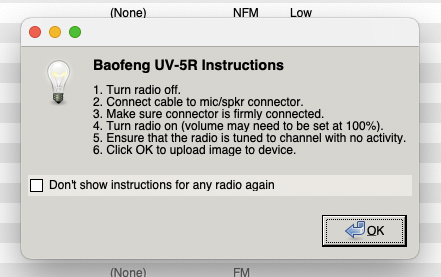 (None) NFM Low
Baofeng UV-5R Instructions
1. Turn radio off.
2. Connect cable to mic/spkr connector.
3. Make sure connector is firmly connected.
4. Turn radio on (volume may need to be set at 100%).
5. Ensure that the radio is tuned to channel with no activity.
6. Click OK to upload image to device.
Don't show instructions for any radio again
OK
(None) FM